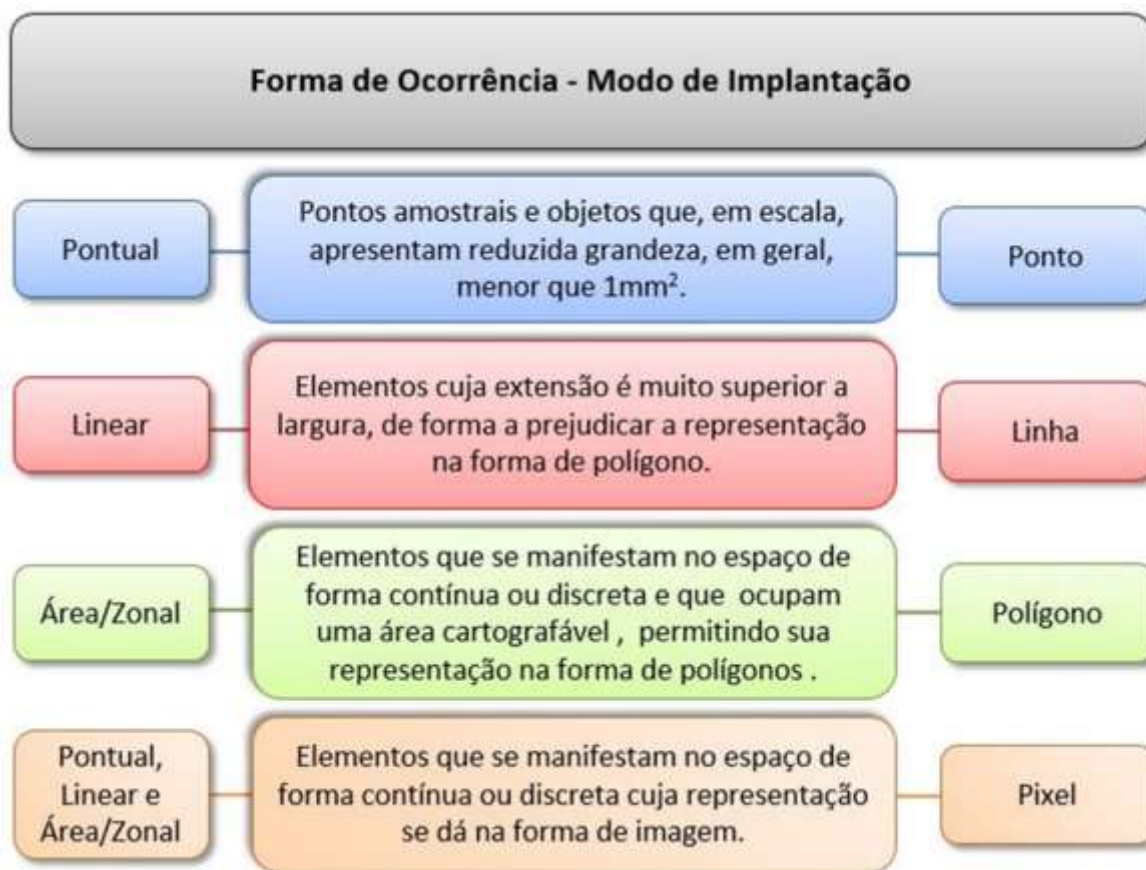 Forma de Ocorrência - Modo de Implantação
Pontual
Pontos amostrais e objetos que, em escala,
apresentam reduzida grandeza, em geral,
menor que 1mm².
Ponto
Linear
Elementos cuja extensão é muito superior a
largura, de forma a prejudicar a representação
na forma de polígono.
Linha
Área/Zonal
Elementos que se manifestam no espaço de
forma contínua ou discreta e que ocupam
uma área cartografável , permitindo sua
representação na forma de polígonos .
Polígono
Pontual,
Linear e
Área/Zonal
Elementos que se manifestam no espaço de
forma contínua ou discreta cuja representação
se dá na forma de imagem.
Pixel